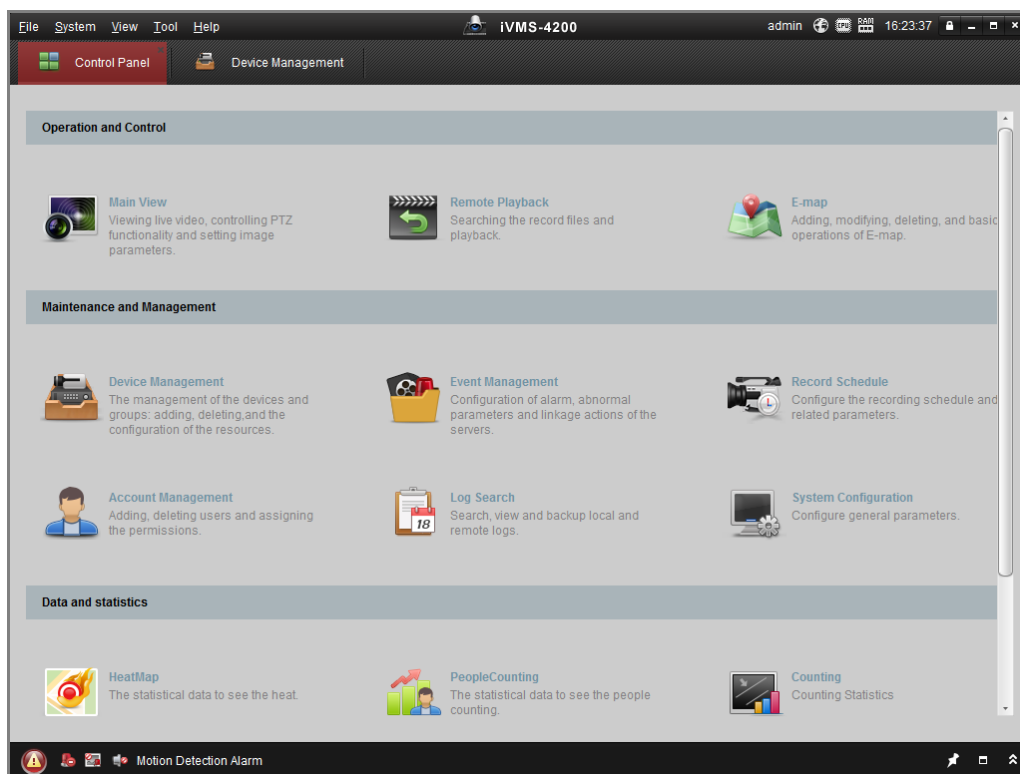 File System View Tool Help iVMS-4200 admin CPU RAM 16:23:37
Control Panel Device Management
Operation and Control
Main View
Viewing live video, controlling PTZ
functionality and setting image
parameters.
Remote Playback
Searching the record files and
playback.
E-map
Adding, modifying, deleting, and basic
operations of E-map.
Maintenance and Management
Device Management
The management of the devices and
groups: adding, deleting,and the
configuration of the resources.
Event Management
Configuration of alarm, abnormal
parameters and linkage actions of the
servers.
Record Schedule
Configure the recording schedule and
related parameters.
Account Management
Adding, deleting users and assigning
the permissions.
18
Log Search
Search, view and backup local and
remote logs.
System Configuration
Configure general parameters.
Data and statistics
HeatMap
The statistical data to see the heat.
PeopleCounting
The statistical data to see the people
counting.
Counting
Counting Statistics
Motion Detection Alarm